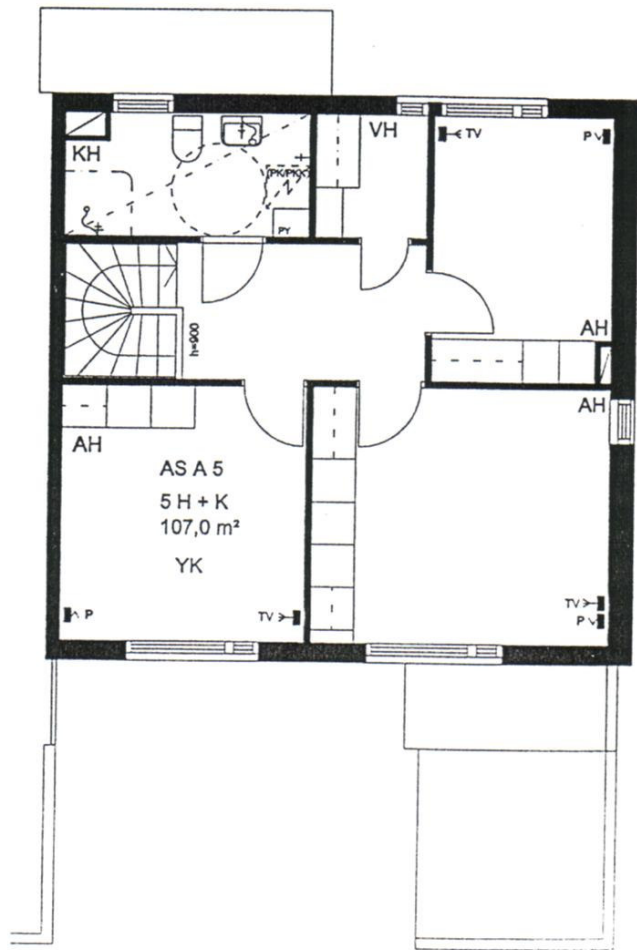 VH
TV
P
KH
PK/PKK
PY
h=900
AH
AH
AH
AS A 5
5 H + K
107,0 m²
YK
P
TV
TV
P